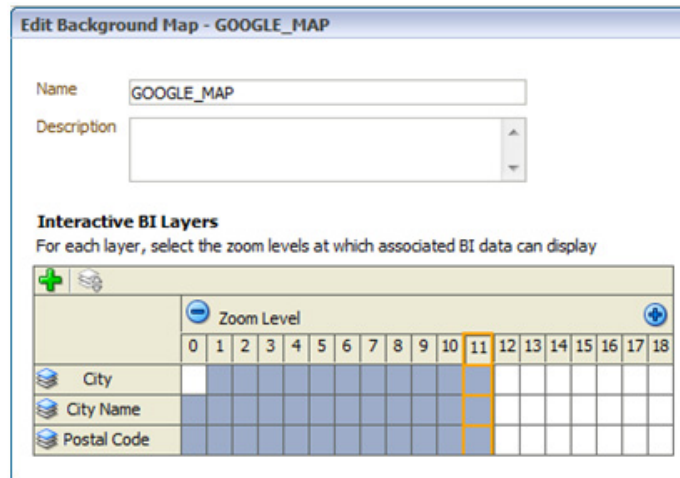 Edit Background Map - GOOGLE_MAP
Name GOOGLE_MAP
Description
Interactive BI Layers
For each layer, select the zoom levels at which associated BI data can display
Zoom Level
0 1 2 3 4 5 6 7 8 9 10 11 12 13 14 15 16 17 18
City
City Name
Postal Code